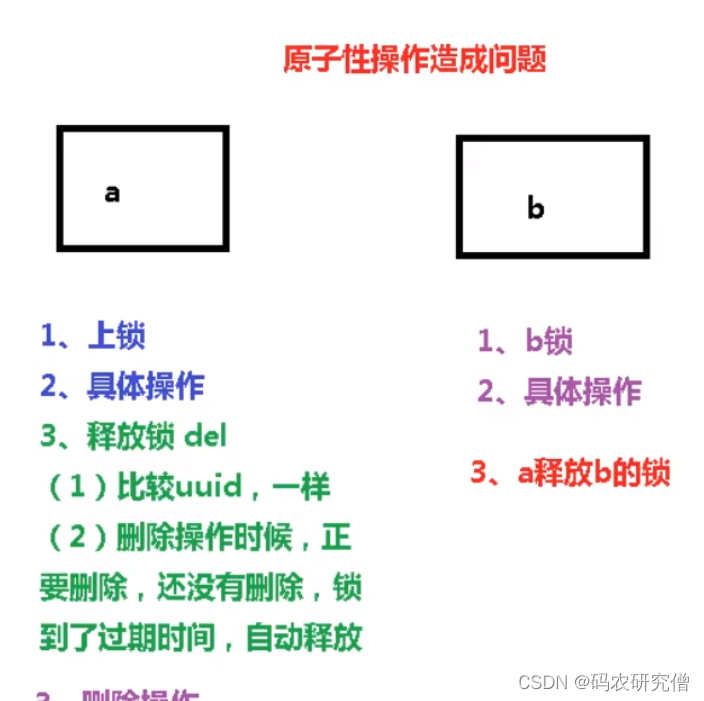 原子性操作造成问题
a
b
1、上锁
2、具体操作
3、释放锁 del
（1）比较uuid，一样
（2）删除操作时候，正
要删除，还没有删除，锁
到了过期时间，自动释放
1、b锁
2、具体操作
3、a释放b的锁
CSDN @码农研究僧